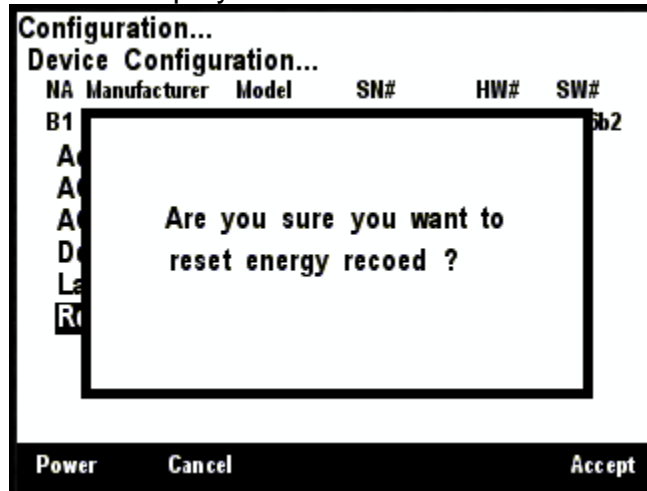 Configuration...
Device Configuration...
NA Manufacturer Model SN# HW# SW#
B1
Are you sure you want to
reset energy recoed ?
Power Cancel Accept